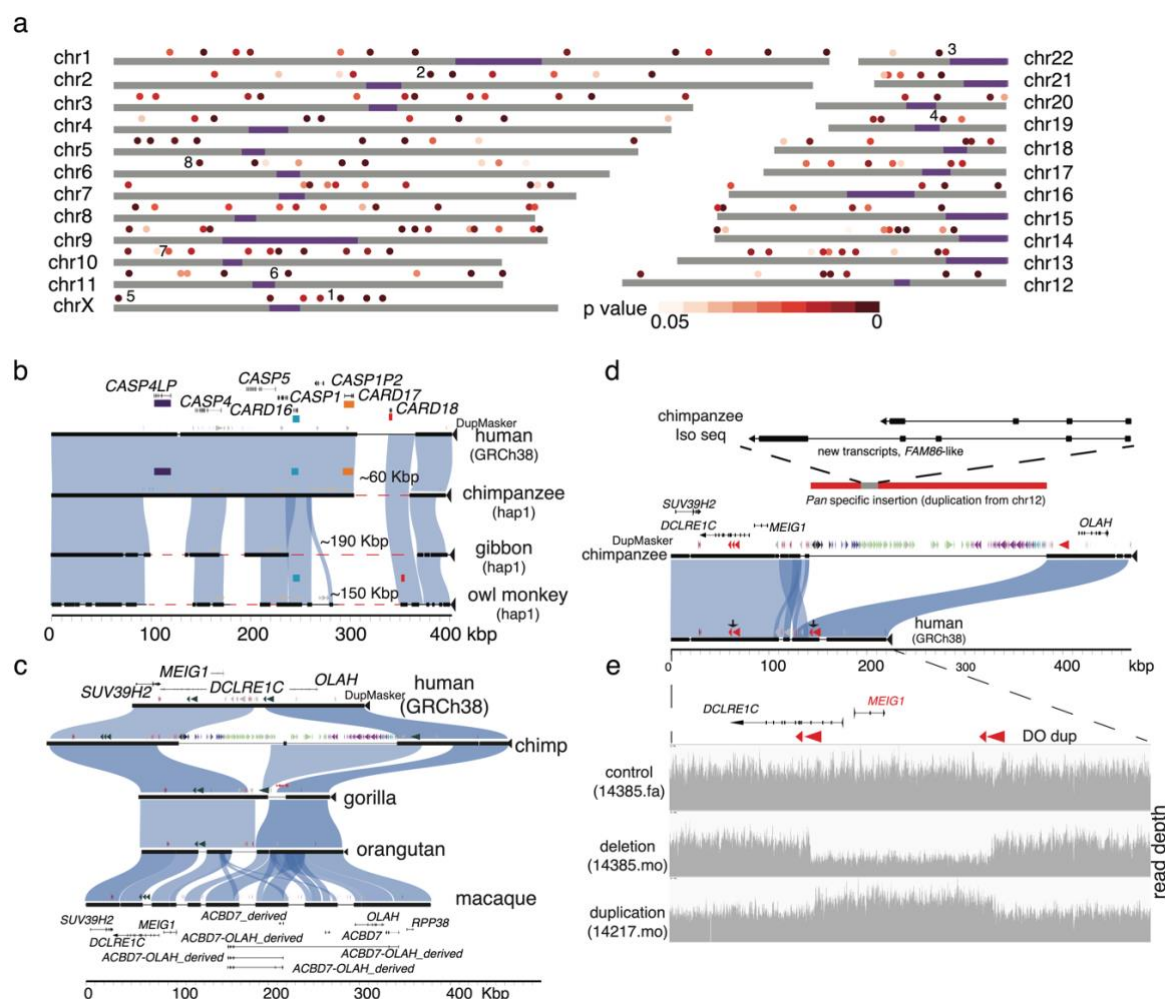 a
chr1
chr2
chr3
chr4
chr5
chr6
chr7
chr8
chr9
chr10
chr11
chrX
2
8
7
6
5
1
3
4
chr22
chr21
chr20
chr19
chr18
chr17
chr16
chr15
chr14
chr13
chr12
p value
0.05
0
b
CASP4LP
CASP4
CASP5
CARD16
CASP1
CASP1P2
CARD17
CARD18
DupMasker
human
(GRCh38)
~60 Kbp
chimpanzee
(hap1)
~190 Kbp
gibbon
(hap1)
~150 Kbp
owl monkey
(hap1)
0 100 200 300 400 kbp
c
MEIG1
SUV39H2
DCLRE1C
OLAH
DupMasker
human
(GRCh38)
chimp
gorilla
orangutan
macaque
SUV39H2
DCLRE1C
MEIG1
ACBD7_derived
OLAH
RPP38
ACBD7
ACBD7-OLAH_derived
ACBD7-OLAH_derived
ACBD7-OLAH_derived
ACBD7-OLAH_derived
0 100 200 300 400 Kbp
d
chimpanzee
Iso seq
new transcripts, FAM86-like
Pan specific insertion (duplication from chr12)
SUV39H2
DCLRE1C
MEIG1
OLAH
DupMasker
chimpanzee
human
(GRCh38)
0 100 200 300 400 kbp
e
DCLRE1C
MEIG1
DO dup
control
(14385.fa)
deletion
(14385.mo)
duplication
(14217.mo)
read depth